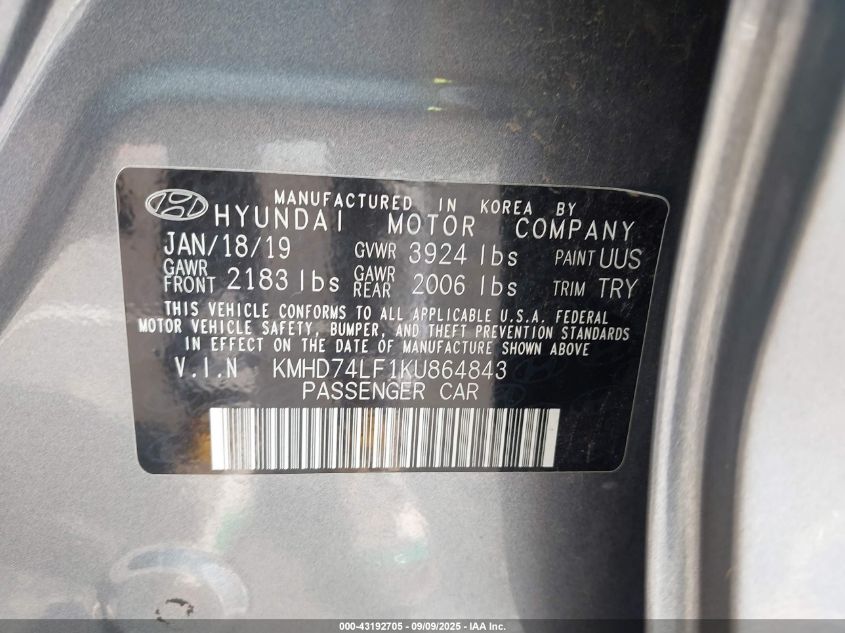 MANUFACTURED IN KOREA BY
HYUNDAI MOTOR COMPANY
JAN/18/19 GVWR 3924 lbs PAINT UUS
GAWR FRONT 2183 lbs GAWR REAR 2006 lbs TRIM TRY
THIS VEHICLE CONFORMS TO ALL APPLICABLE U.S.A. FEDERAL
MOTOR VEHICLE SAFETY, BUMPER, AND THEFT PREVENTION STANDARDS
IN EFFECT ON THE DATE OF MANUFACTURE SHOWN ABOVE.
V.I.N KMHD74LF1KU864843
PASSENGER CAR
000-43192705 - 09/09/2025 - IAA Inc.